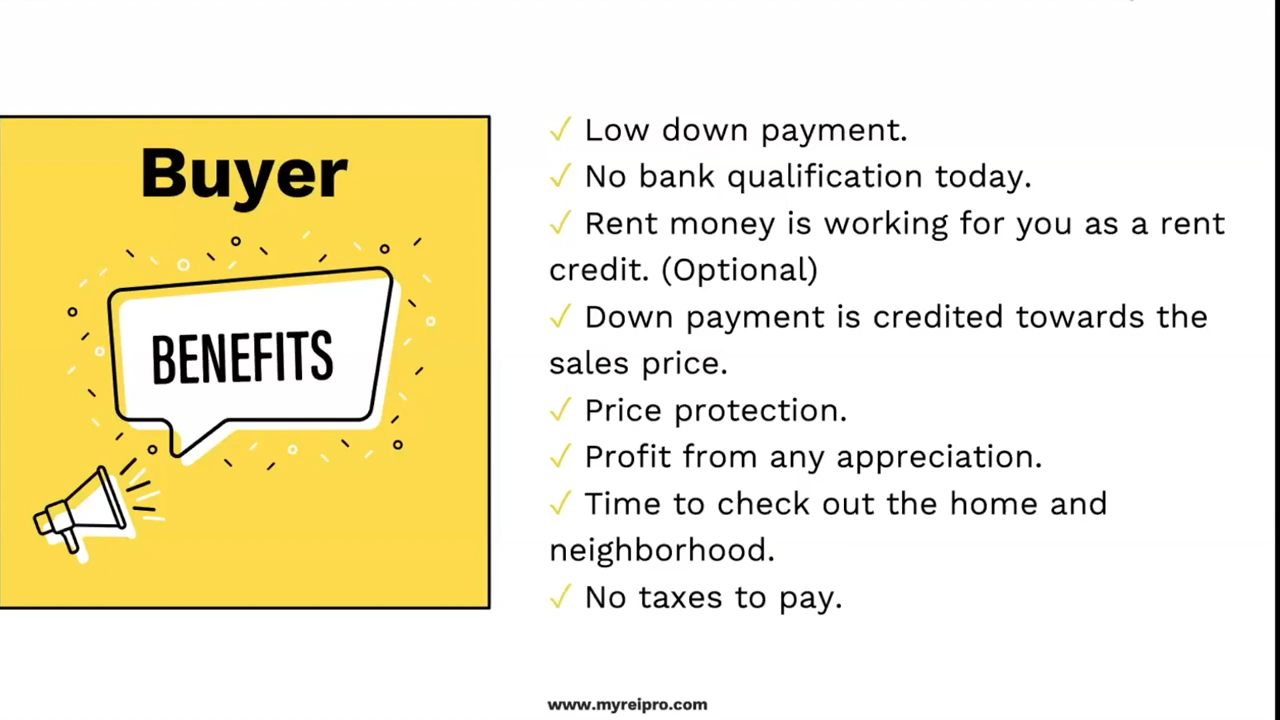 Buyer
BENEFITS
✓ Low down payment.
✓ No bank qualification today.
✓ Rent money is working for you as a rent
credit. (Optional)
✓ Down payment is credited towards the
sales price.
✓ Price protection.
✓ Profit from any appreciation.
✓ Time to check out the home and
neighborhood.
✓ No taxes to pay.
www.myreipro.com